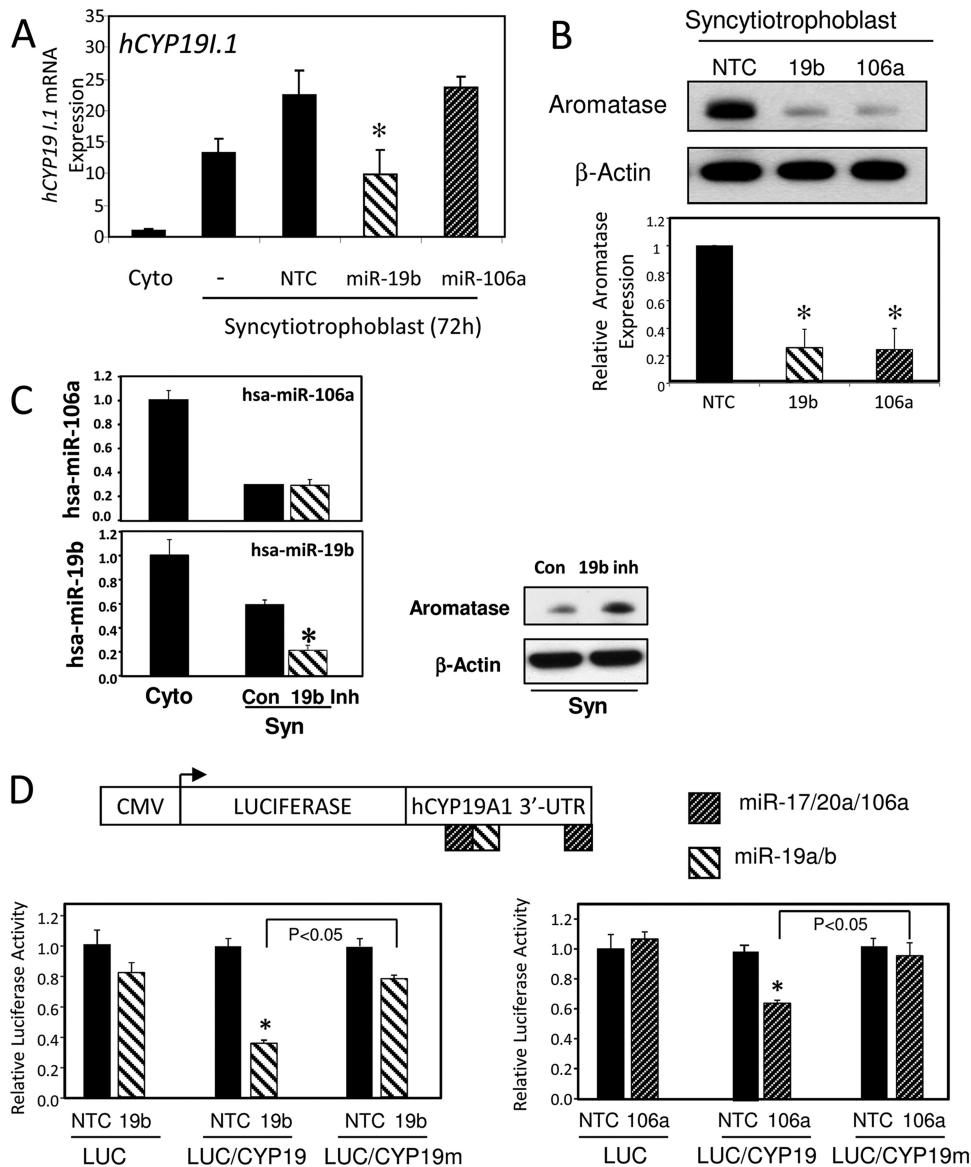 A
hCYP19I.1
hCYP19 I.1 mRNA
Expression
35
30
25
20
15
10
5
0
Cyto - NTC miR-19b miR-106a
*
Syncytiotrophoblast (72h)
B
Syncytiotrophoblast
NTC 19b 106a
Aromatase
β-Actin
Relative Aromatase
Expression
1.2
1
0.8
0.6
0.4
0.2
0
* *
NTC 19b 106a
C
hsa-miR-106a
hsa-miR-106a
1.2
1.0
0.8
0.6
0.4
0.2
0.0
hsa-miR-19b
hsa-miR-19b
1.2
1.0
0.8
0.6
0.4
0.2
0.0
*
Cyto Con 19b Inh
Syn
Con 19b inh
Aromatase
β-Actin
Syn
D
CMV LUCIFERASE hCYP19A1 3’-UTR
miR-17/20a/106a
miR-19a/b
Relative Luciferase Activity
1.2
1.0
0.8
0.6
0.4
0.2
0.0
P<0.05
*
NTC 19b NTC 19b NTC 19b
LUC LUC/CYP19 LUC/CYP19m
Relative Luciferase Activity
1.2
1.0
0.8
0.6
0.4
0.2
0.0
P<0.05
*
NTC 106a NTC 106a NTC 106a
LUC LUC/CYP19 LUC/CYP19m